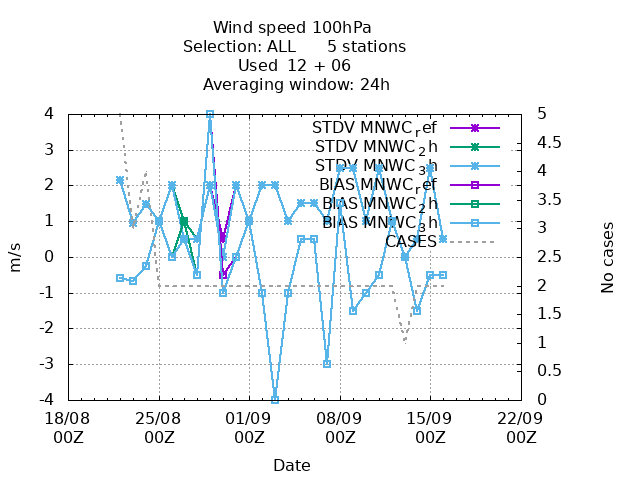 Wind speed 100hPa
Selection: ALL      5 stations
Used  12 + 06
Averaging window: 24h
STDV MNWC_ref
STDV MNWC_2h
STDV MNWC_3h
BIAS MNWC_ref
BIAS MNWC_2h
BIAS MNWC_3h
CASES
4
3
2
1
0
-1
-2
-3
-4
m/s
5
4.5
4
3.5
3
2.5
2
1.5
1
0.5
0
No cases
18/08 25/08 01/09 08/09 15/09 22/09
00Z 00Z 00Z 00Z 00Z 00Z
Date